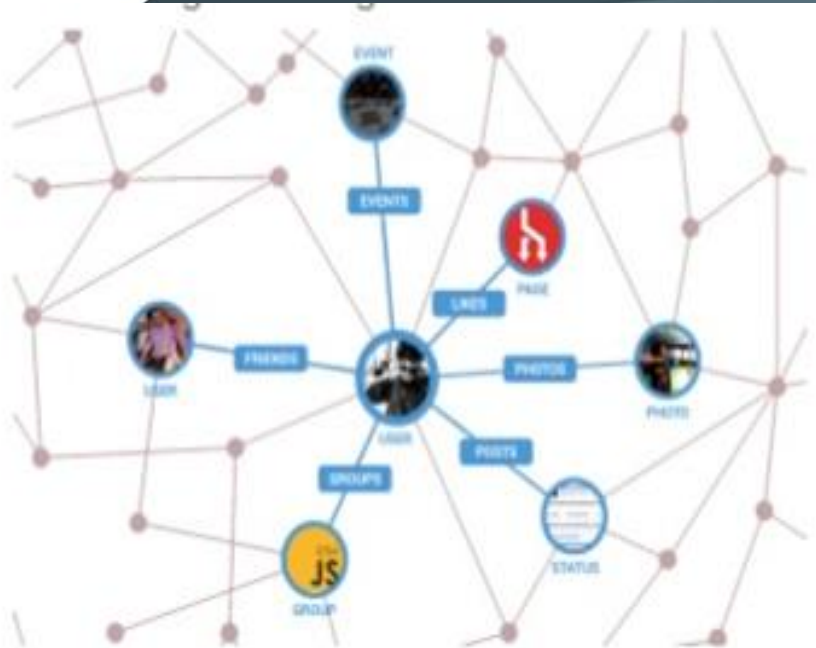 EVENT
EVENTS
LIKES
PAGE
FRIENDS
USER
PHOTOS
PHOTO
USER
POSTS
GROUPS
STATUS
JS
GROUP